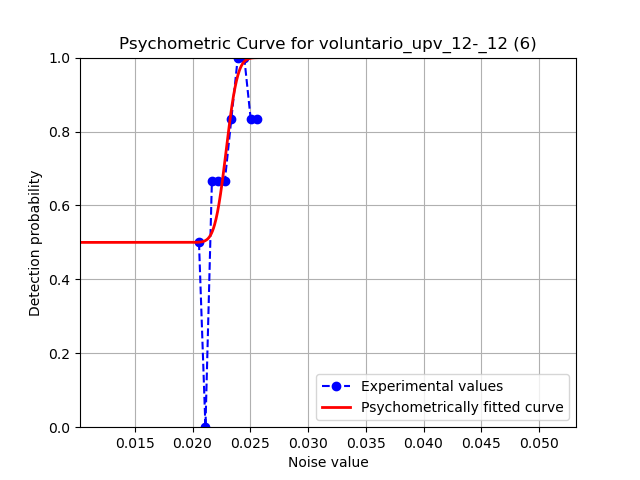 Psychometric Curve for voluntario_upv_12-_12 (6)
1.0
0.8
0.6
0.4
0.2
0.0
Detection probability
Experimental values
Psychometrically fitted curve
0.015 0.020 0.025 0.030 0.035 0.040 0.045 0.050
Noise value